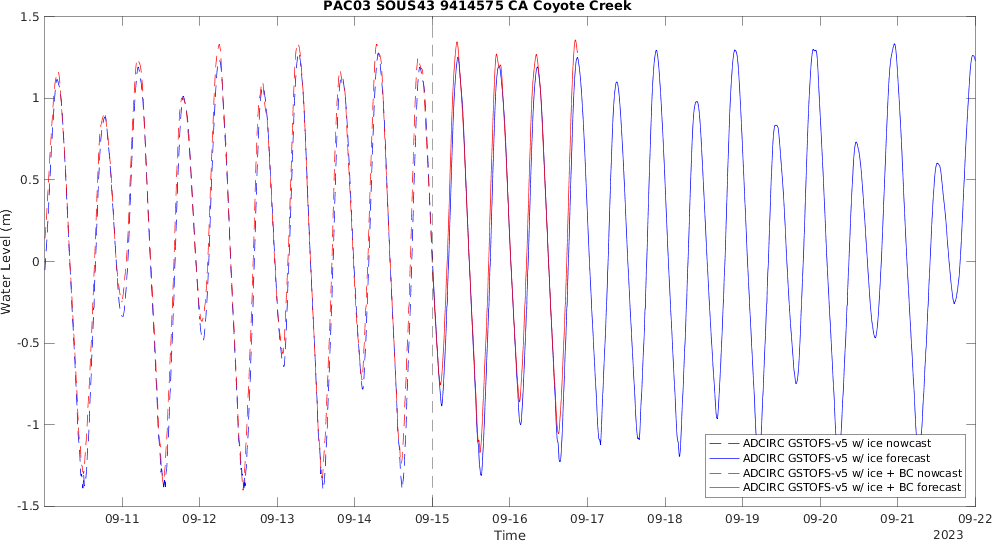 PAC03 SOUS43 9414575 CA Coyote Creek
1.5
1
0.5
0
-0.5
-1
-1.5
Water Level (m)
09-11 09-12 09-13 09-14 09-15 09-16 09-17 09-18 09-19 09-20 09-21 09-22
2023
Time
ADCIRC GSTOFS-v5 w/ ice nowcast
ADCIRC GSTOFS-v5 w/ ice forecast
ADCIRC GSTOFS-v5 w/ ice + BC nowcast
ADCIRC GSTOFS-v5 w/ ice + BC forecast